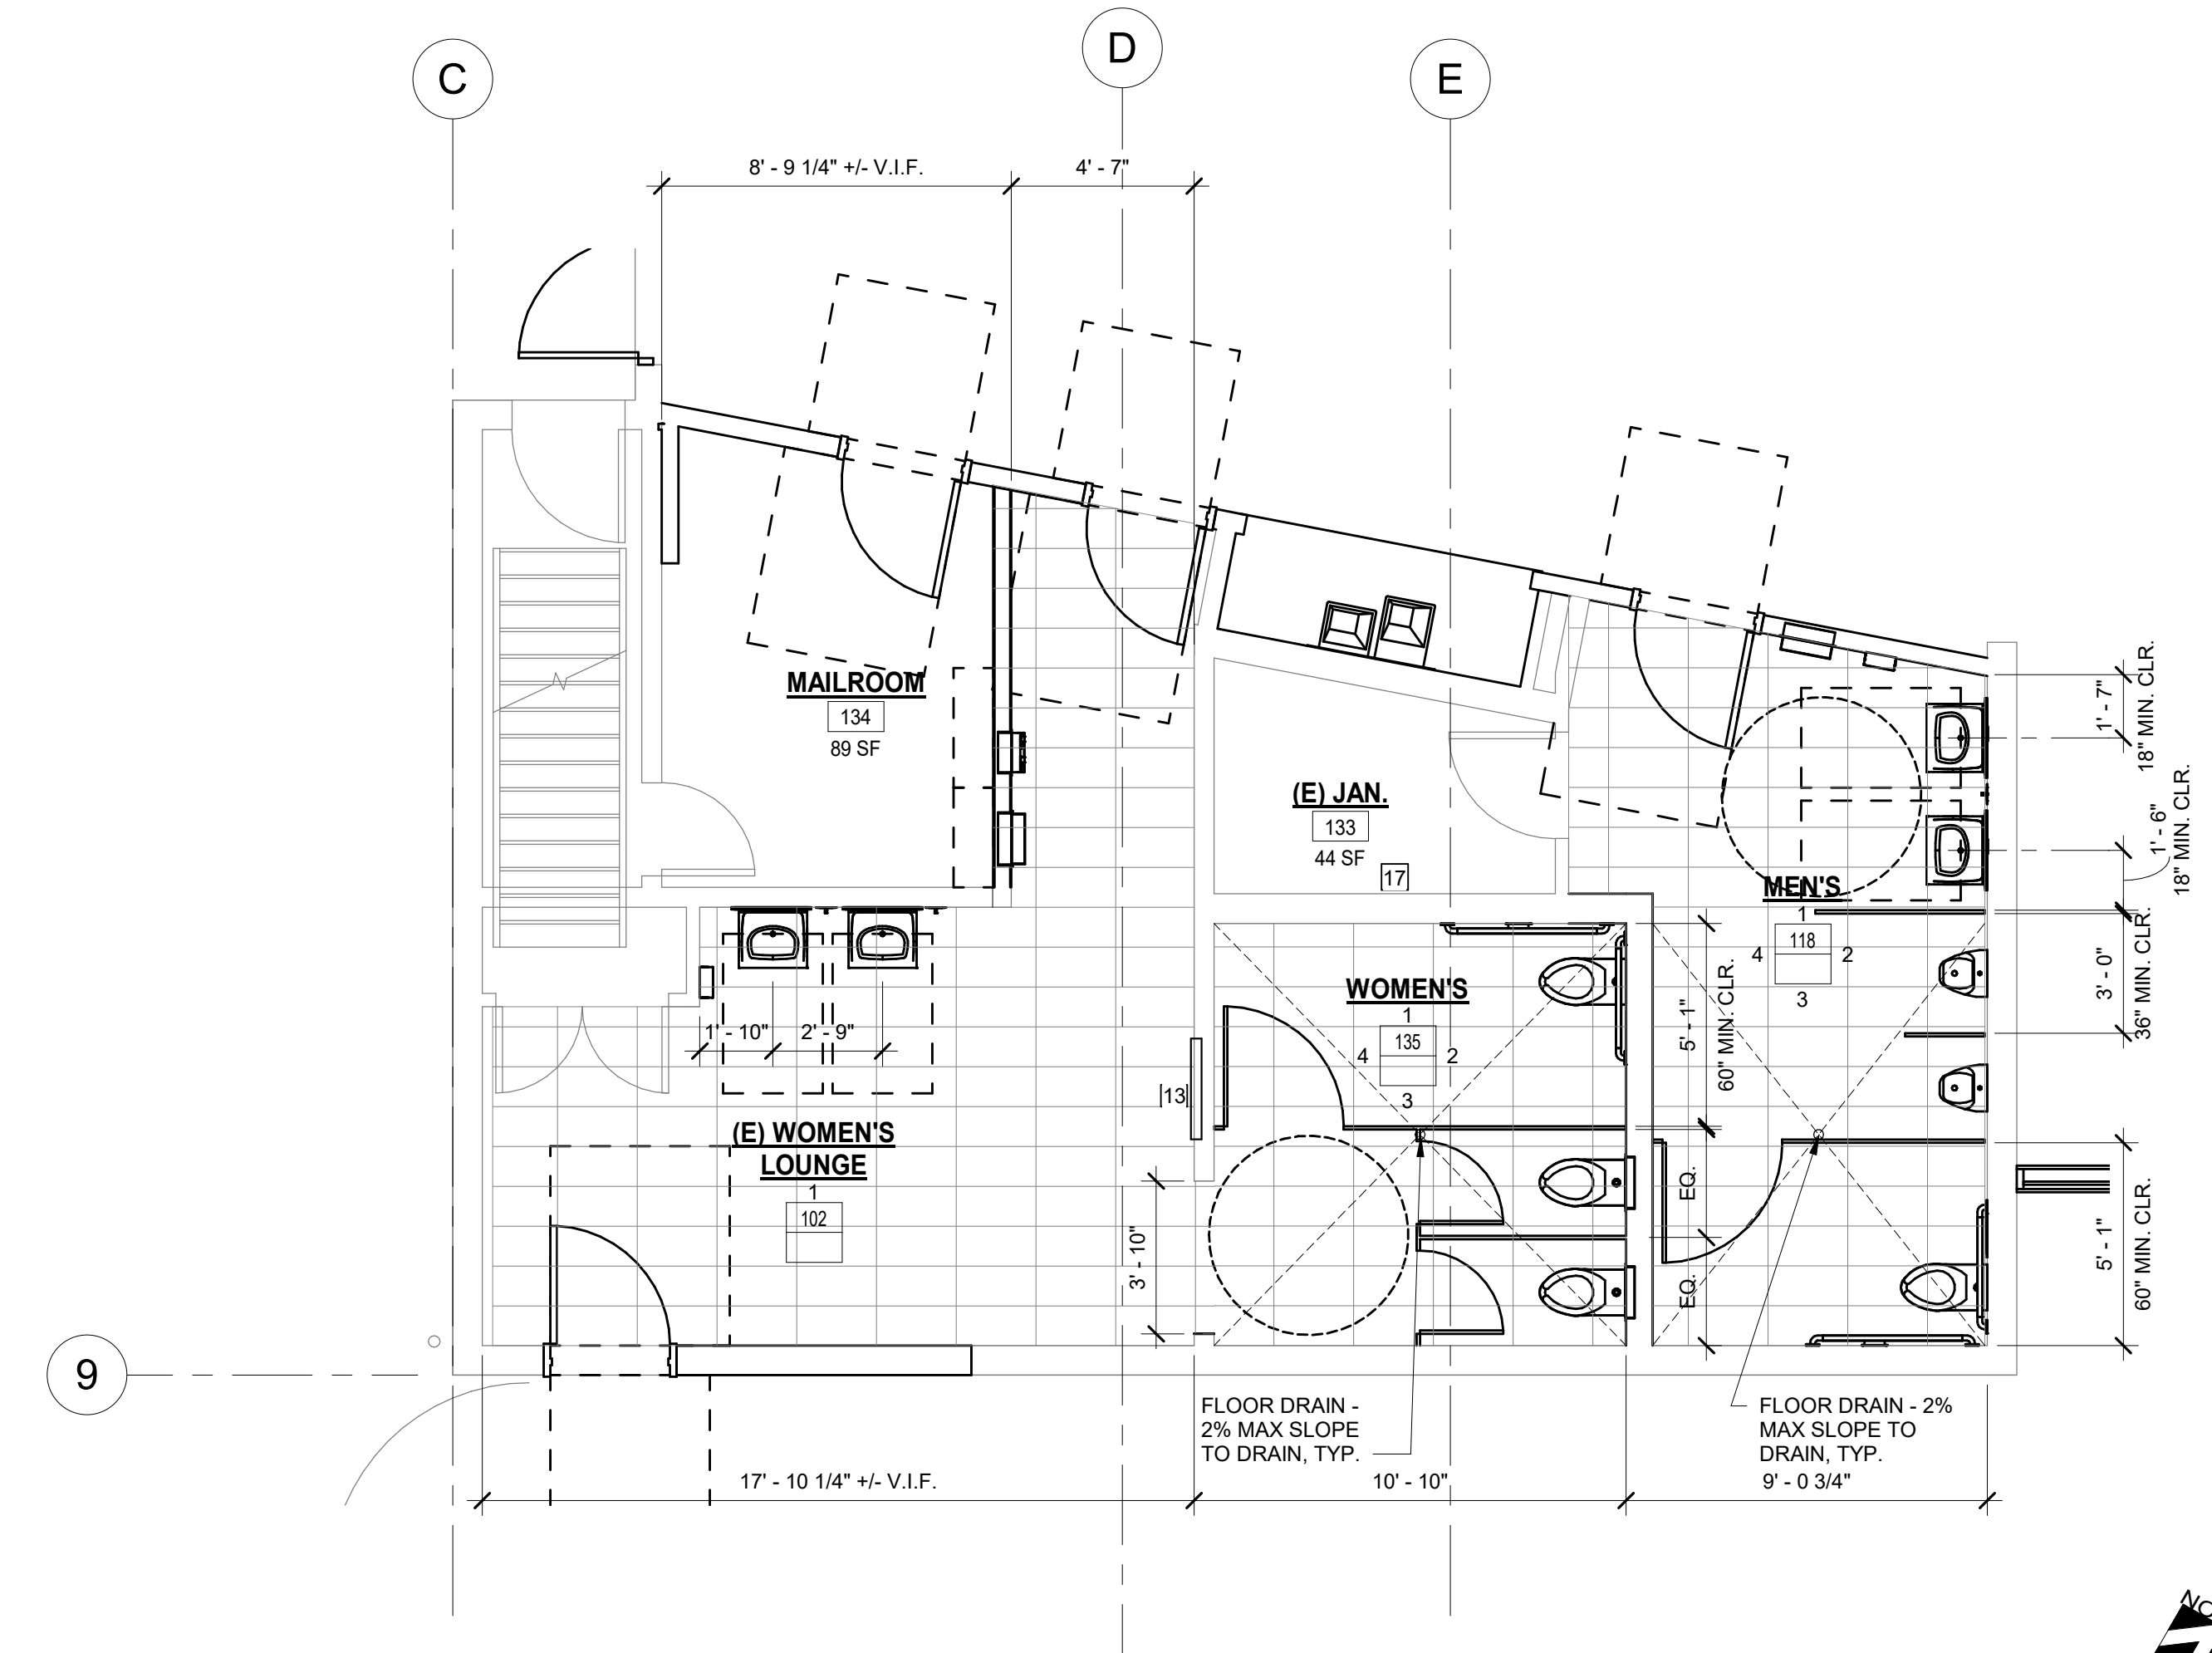 C
D
E
8' - 9 1/4" +/- V.I.F.
4' - 7"
MAILROOM
134
89 SF
(E) JAN.
133
44 SF
17
1' - 7"
18" MIN. CLR.
1' - 6"
18" MIN. CLR.
MEN'S
1
118
4
2
3
3' - 0"
36" MIN. CLR.
WOMEN'S
1
135
4
2
3
5' - 1"
60" MIN. CLR.
1' - 10"
2' - 9"
13
(E) WOMEN'S
LOUNGE
1
102
3' - 10"
EQ.
EQ.
5' - 1"
60" MIN. CLR.
9
FLOOR DRAIN -
2% MAX SLOPE
TO DRAIN, TYP.
FLOOR DRAIN - 2%
MAX SLOPE TO
DRAIN, TYP.
17' - 10 1/4" +/- V.I.F.
10' - 10"
9' - 0 3/4"